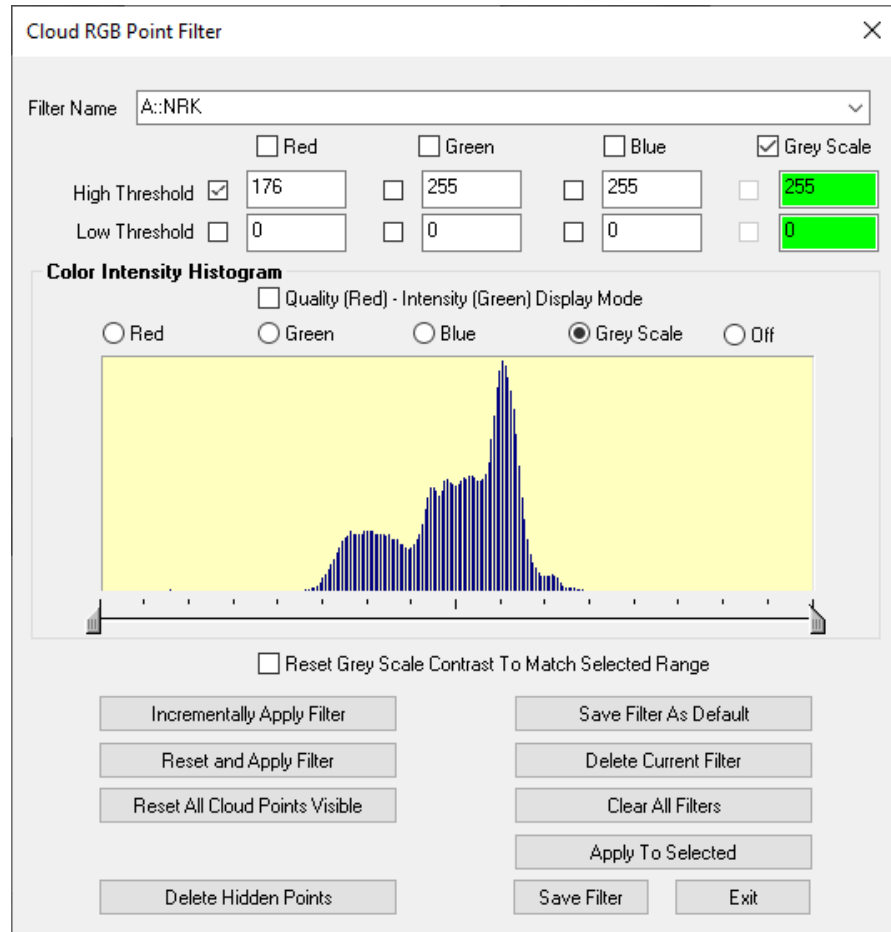 Cloud RGB Point Filter
Filter Name A::NRK
Red Green Blue Grey Scale
High Threshold 176 255 255 255
Low Threshold 0 0 0 0
Color Intensity Histogram
Quality (Red) - Intensity (Green) Display Mode
Red Green Blue Grey Scale Off
Reset Grey Scale Contrast To Match Selected Range
Incrementally Apply Filter Save Filter As Default
Reset and Apply Filter Delete Current Filter
Reset All Cloud Points Visible Clear All Filters
Apply To Selected
Delete Hidden Points Save Filter Exit